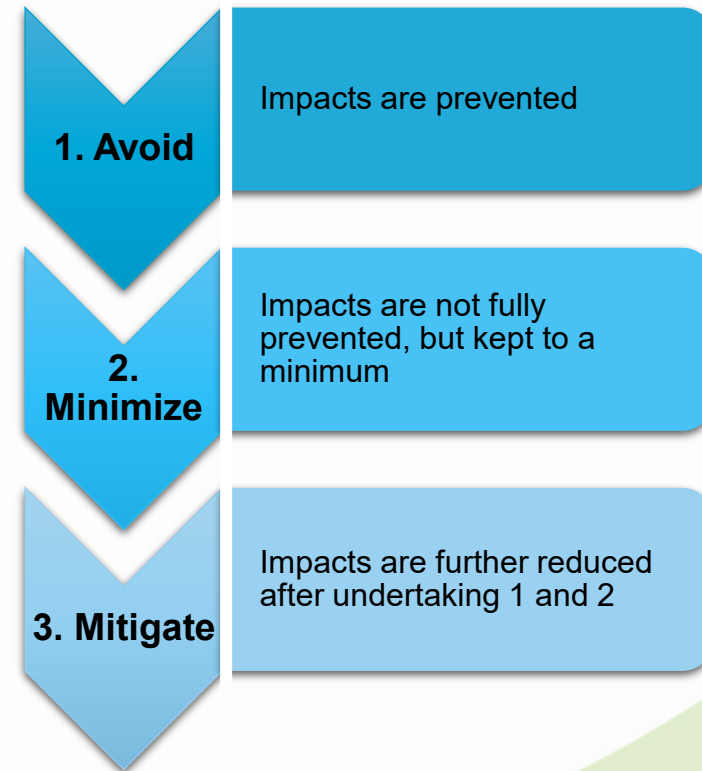 1. Avoid
Impacts are prevented
2.
Minimize
Impacts are not fully
prevented, but kept to a
minimum
3. Mitigate
Impacts are further reduced
after undertaking 1 and 2